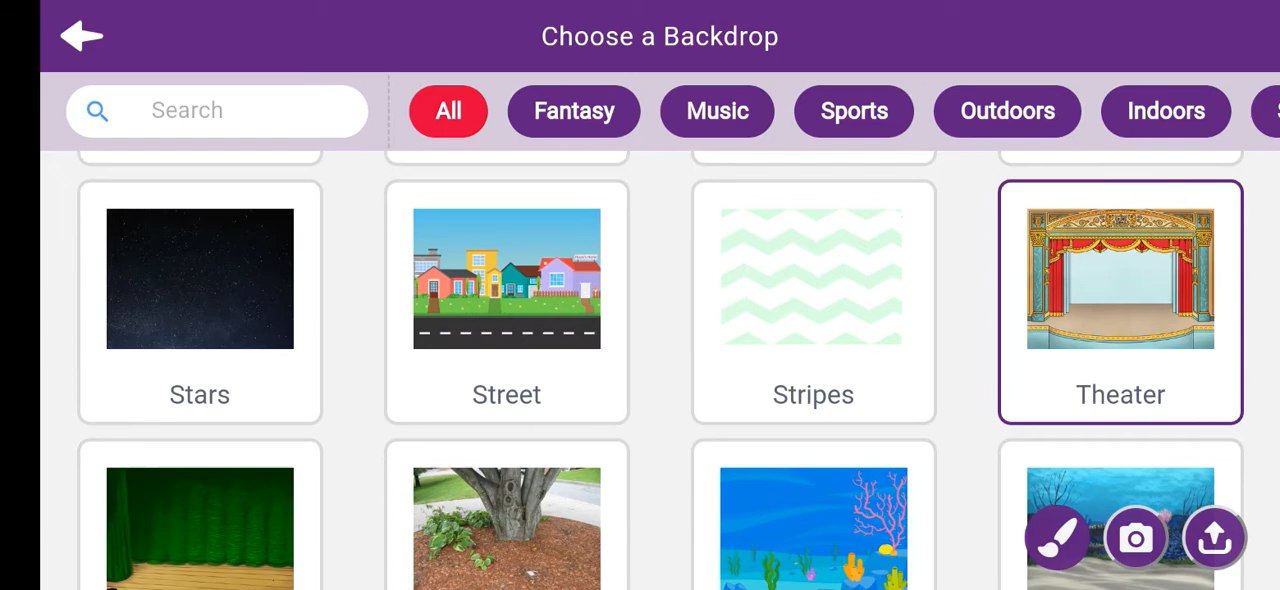 Choose a Backdrop
Search
All
Fantasy
Music
Sports
Outdoors
Indoors
Stars
Street
Stripes
Theater